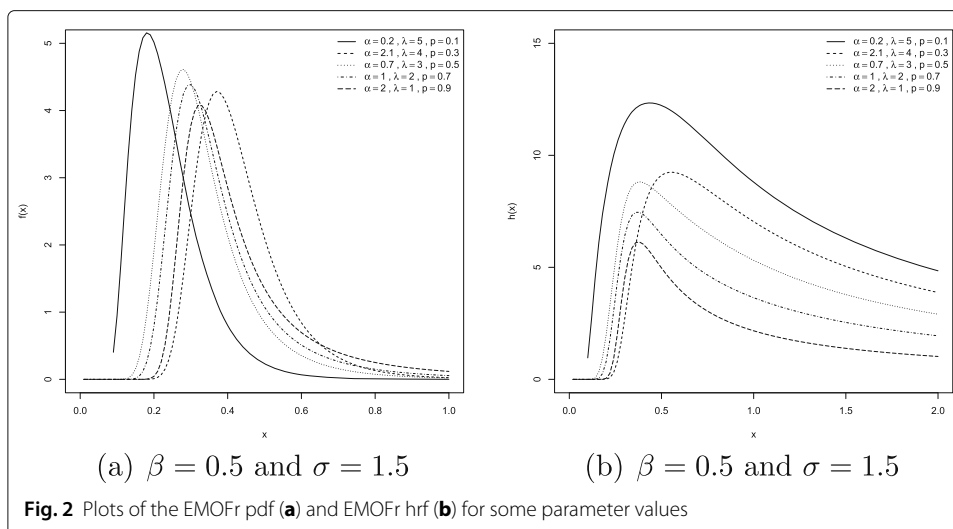 α=0.2 , λ=5 , p=0.1
α=2.1 , λ=4 , p=0.3
α=0.7 , λ=3 , p=0.5
α=1 , λ=2 , p=0.7
α=2 , λ=1 , p=0.9
f(x)
5
4
3
2
1
0
0.0 0.2 0.4 0.6 0.8 1.0
x
(a) β = 0.5 and σ = 1.5
α=0.2 , λ=5 , p=0.1
α=2.1 , λ=4 , p=0.3
α=0.7 , λ=3 , p=0.5
α=1 , λ=2 , p=0.7
α=2 , λ=1 , p=0.9
h(x)
15
10
5
0
0.0 0.5 1.0 1.5 2.0
x
(b) β = 0.5 and σ = 1.5
Fig. 2 Plots of the EMOFr pdf (a) and EMOFr hrf (b) for some parameter values